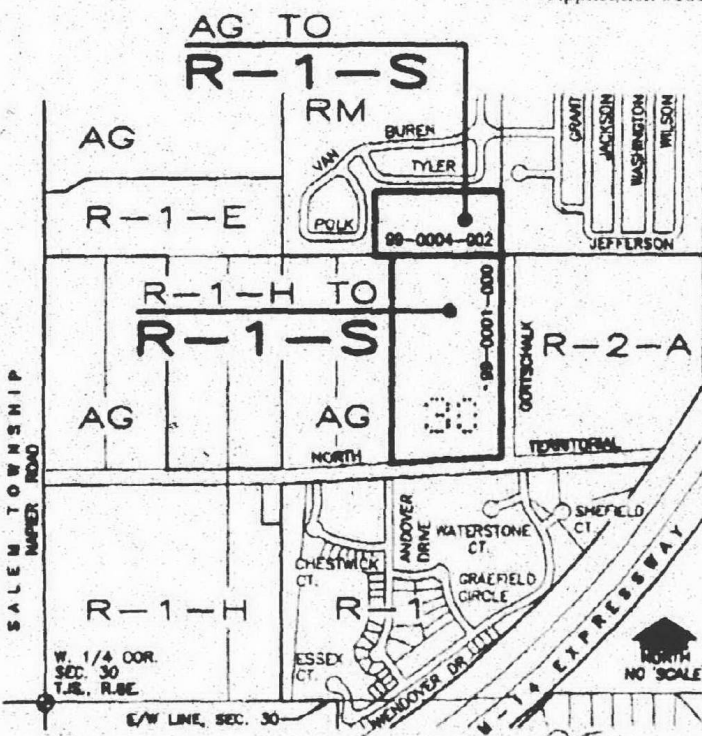 AG TO
R-1-S
AG
RM
VAN BUREN
TYLER
POLK
GRANT
JACKSON
WASHINGTON
WILSON
JEFFERSON
R-1-E
99-0004-002
R-1-H TO
R-1-S
99-0001-000
GOTTSCHALK
R-2-A
AG
AG
30
NORTH TERRITORIAL
SALEM TOWNSHIP
NAPIER ROAD
CHESTWICK
CT.
ANDOVER
DRIVE
WATERSTONE
CT.
SHEFIELD
CT.
GRAEFIELD
CIRCLE
R-1-H
R-1
ESSEX
CT.
WENDOVER DR
M-14 EXPRESSWAY
NORTH
NO SCALE
W. 1/4 COR.
SEC. 30
T.1S., R.8E.
E/W LINE, SEC. 30